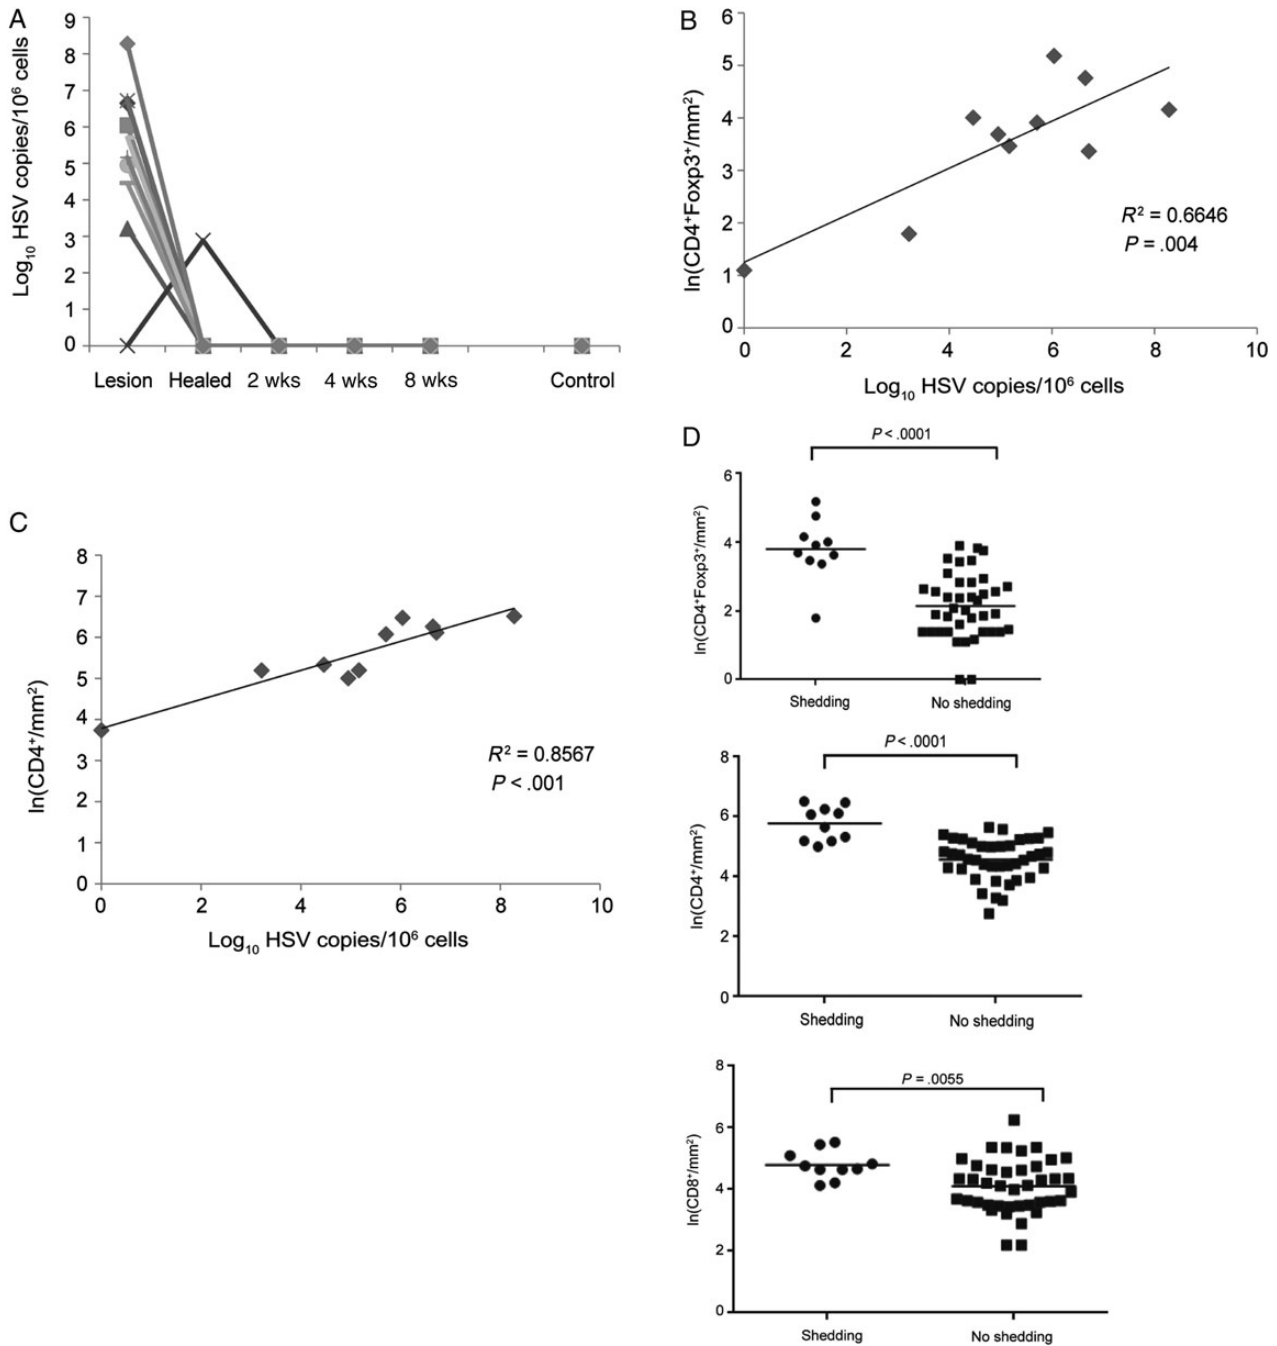 A
Log10 HSV copies/10⁶ cells
9
8
7
6
5
4
3
2
1
0
Lesion Healed 2 wks 4 wks 8 wks Control
B
ln(CD4⁺Foxp3⁺/mm²)
6
5
4
3
2
1
0
R² = 0.6646
P = .004
0 2 4 6 8 10
Log10 HSV copies/10⁶ cells
C
ln(CD4⁺/mm²)
8
7
6
5
4
3
2
1
0
R² = 0.8567
P < .001
0 2 4 6 8 10
Log10 HSV copies/10⁶ cells
D
P < .0001
ln(CD4⁺Foxp3⁺/mm²)
6
4
2
0
Shedding No shedding
P < .0001
ln(CD4⁺/mm²)
8
6
4
2
0
Shedding No shedding
P = .0055
ln(CD8⁺/mm²)
8
6
4
2
0
Shedding No shedding